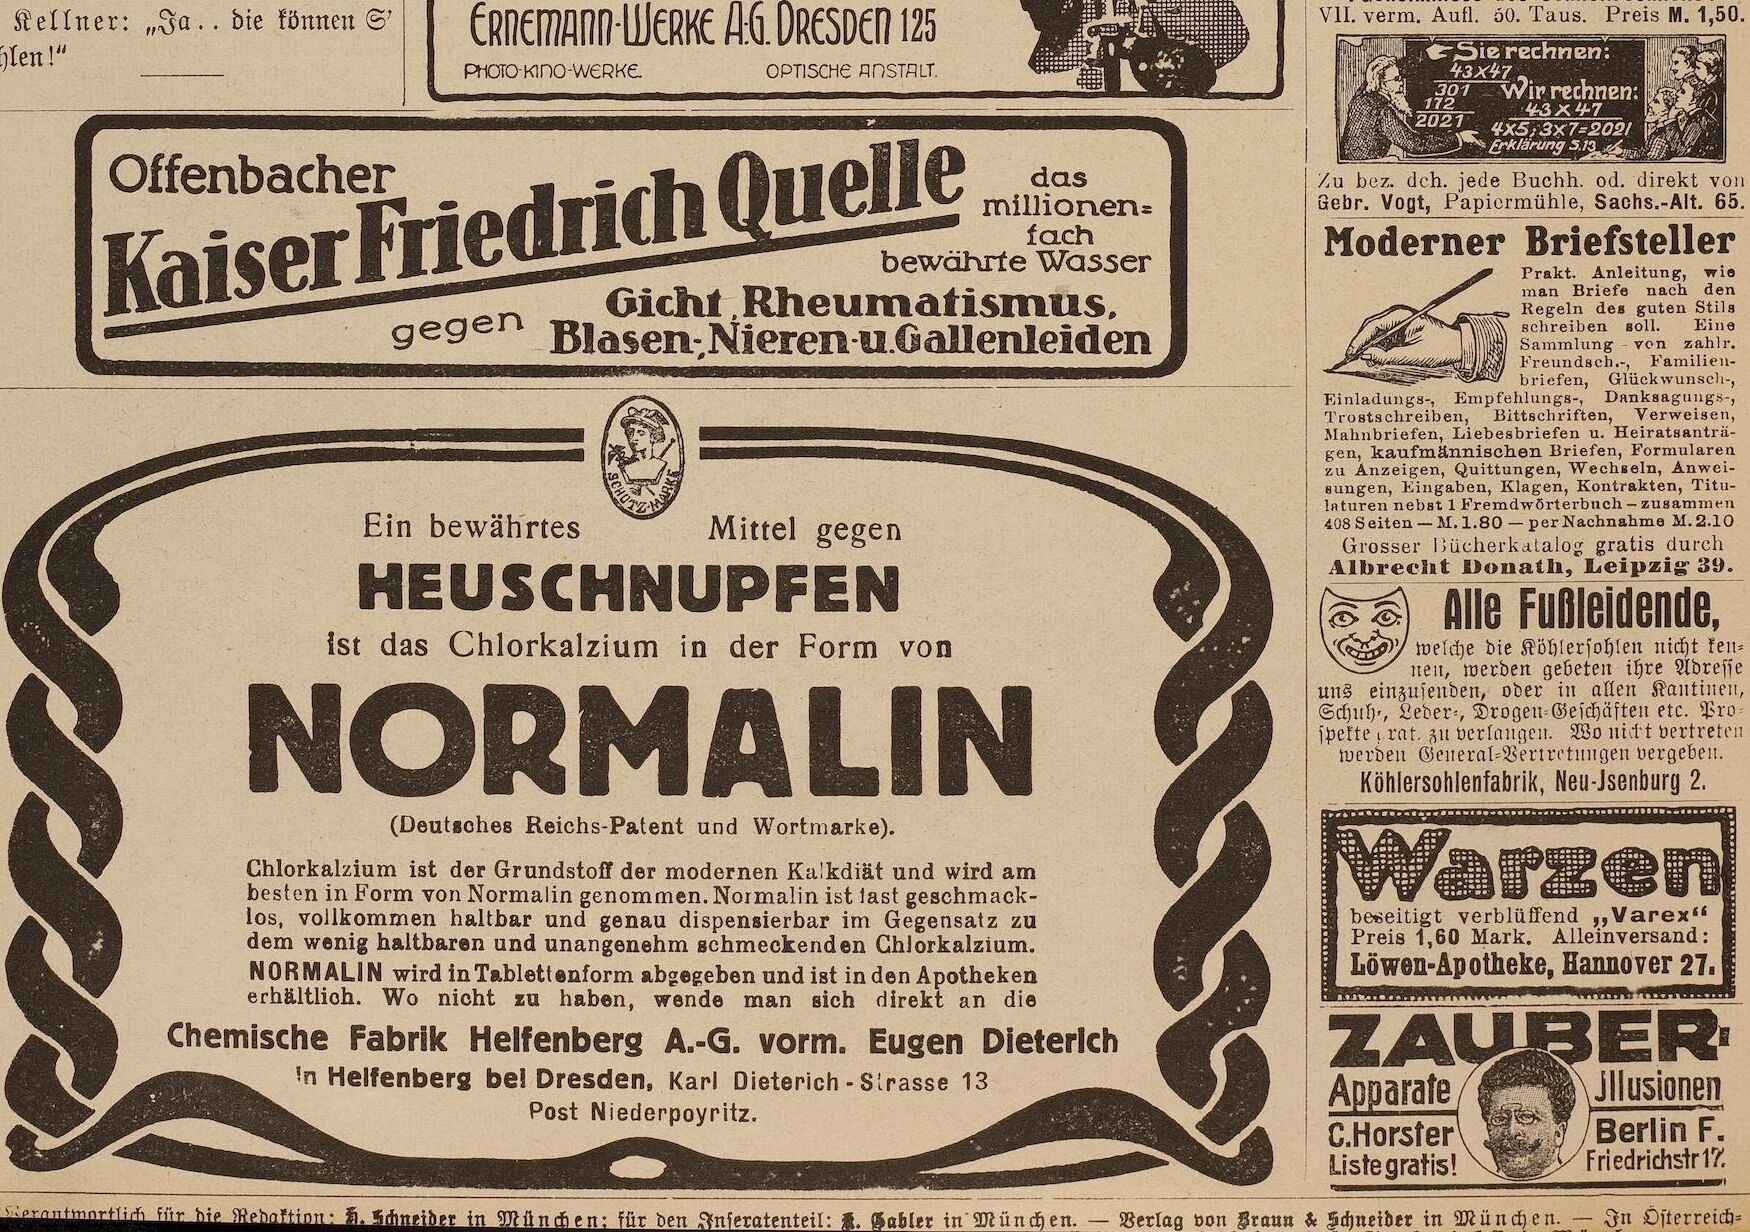 Kellner: „Ja.. die können S'
hlen!“
ERNEMANN-WERKE A-G. DRESDEN 125
PHOTO-KINO-WERKE. OPTISCHE ANSTALT.
Offenbacher
Kaiser Friedrich Quelle
das
millionen-
fach
bewährte Wasser
gegen
Gicht, Rheumatismus,
Blasen-, Nieren-u. Gallenleiden
SCHUTZ-MARKE
Ein bewährtes Mittel gegen
HEUSCHNUPFEN
ist das Chlorkalzium in der Form von
NORMALIN
(Deutsches Reichs-Patent und Wortmarke).
Chlorkalzium ist der Grundstoff der modernen Kalkdiät und wird am
besten in Form von Normalin genommen. Normalin ist fast geschmack-
los, vollkommen haltbar und genau dispensierbar im Gegensatz zu
dem wenig haltbaren und unangenehm schmeckenden Chlorkalzium.
NORMALIN wird in Tablettenform abgegeben und ist in den Apotheken
erhältlich. Wo nicht zu haben, wende man sich direkt an die
Chemische Fabrik Helfenberg A.-G. vorm. Eugen Dieterich
in Helfenberg bei Dresden, Karl Dieterich-Strasse 13
Post Niederpoyritz.
VII. verm. Aufl. 50. Taus. Preis M. 1,50.
Sie rechnen:
43×47
301
172
2021
Wir rechnen:
43×47
4×5; 3×7=2021
Erklärung S.13
Zu bez. dch. jede Buchh. od. direkt von
Gebr. Vogt, Papiermühle, Sachs.-Alt. 65.
Moderner Briefsteller
Prakt. Anleitung, wie
man Briefe nach den
Regeln des guten Stils
schreiben soll. Eine
Sammlung von zahlr.
Freundsch.-, Familien-
briefen, Glückwunsch-,
Einladungs-, Empfehlungs-, Danksagungs-,
Trostschreiben, Bittschriften, Verweisen,
Mahnbriefen, Liebesbriefen u. Heiratsanträ-
gen, kaufmännischen Briefen, Formularen
zu Anzeigen, Quittungen, Wechseln, Anwei-
sungen, Eingaben, Klagen, Kontrakten, Titu-
laturen nebst 1 Fremdwörterbuch – zusammen
408 Seiten — M. 1.80 — per Nachnahme M. 2.10
Grosser Bücherkatalog gratis durch
Albrecht Donath, Leipzig 39.
Alle Fußleidende,
welche die Köhlersohlen nicht ken-
nen, werden gebeten ihre Adresse
uns einzusenden, oder in allen Kantinen,
Schuh-, Leder-, Drogen-Geschäften etc. Pro-
spekte zu verlangen. Wo nicht vertreten
werden General-Vertretungen vergeben.
Köhlersohlenfabrik, Neu-Jsenburg 2.
Warzen
beseitigt verblüffend „Varex“
Preis 1,60 Mark. Alleinversand:
Löwen-Apotheke, Hannover 27.
ZAUBER-
Apparate
Jllusionen
C. Horster
Berlin F.
Liste gratis!
Friedrichstr 17.
Verantwortlich für die Redaktion: H. Schneider in München; für den Inseratenteil: Gabler in München. — Verlag von Braun & Schneider in München. — In Österreich-